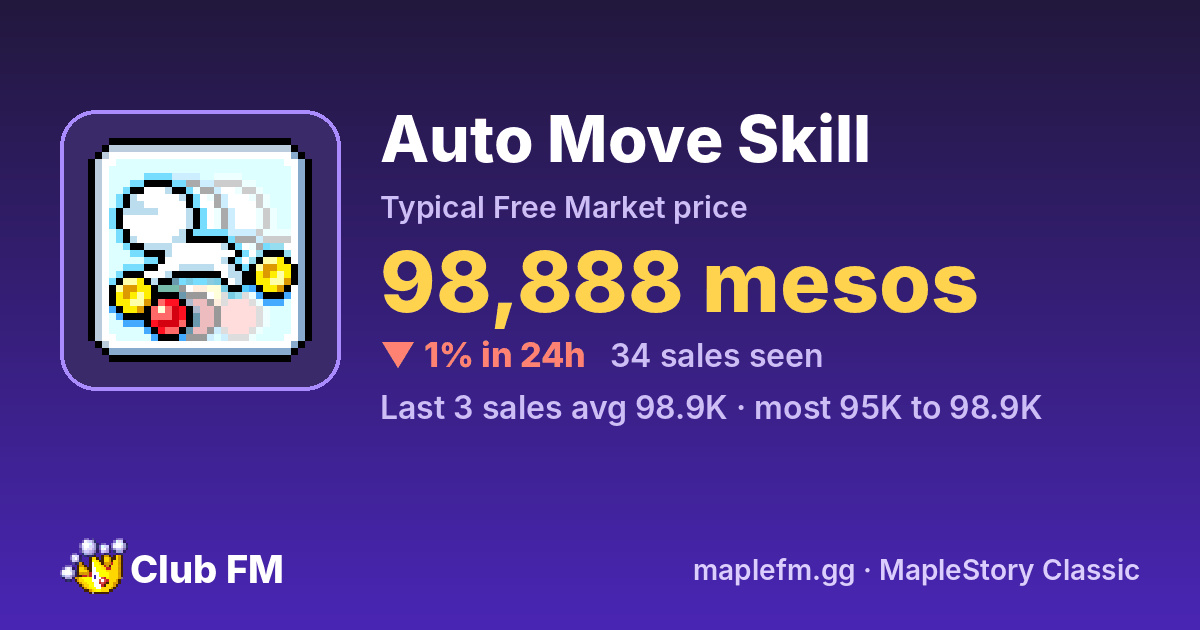 Auto Move Skill
Typical Free Market price
98,888 mesos
▼ 1% in 24h 34 sales seen
Last 3 sales avg 98.9K · most 95K to 98.9K
Club FM
maplefm.gg · MapleStory Classic